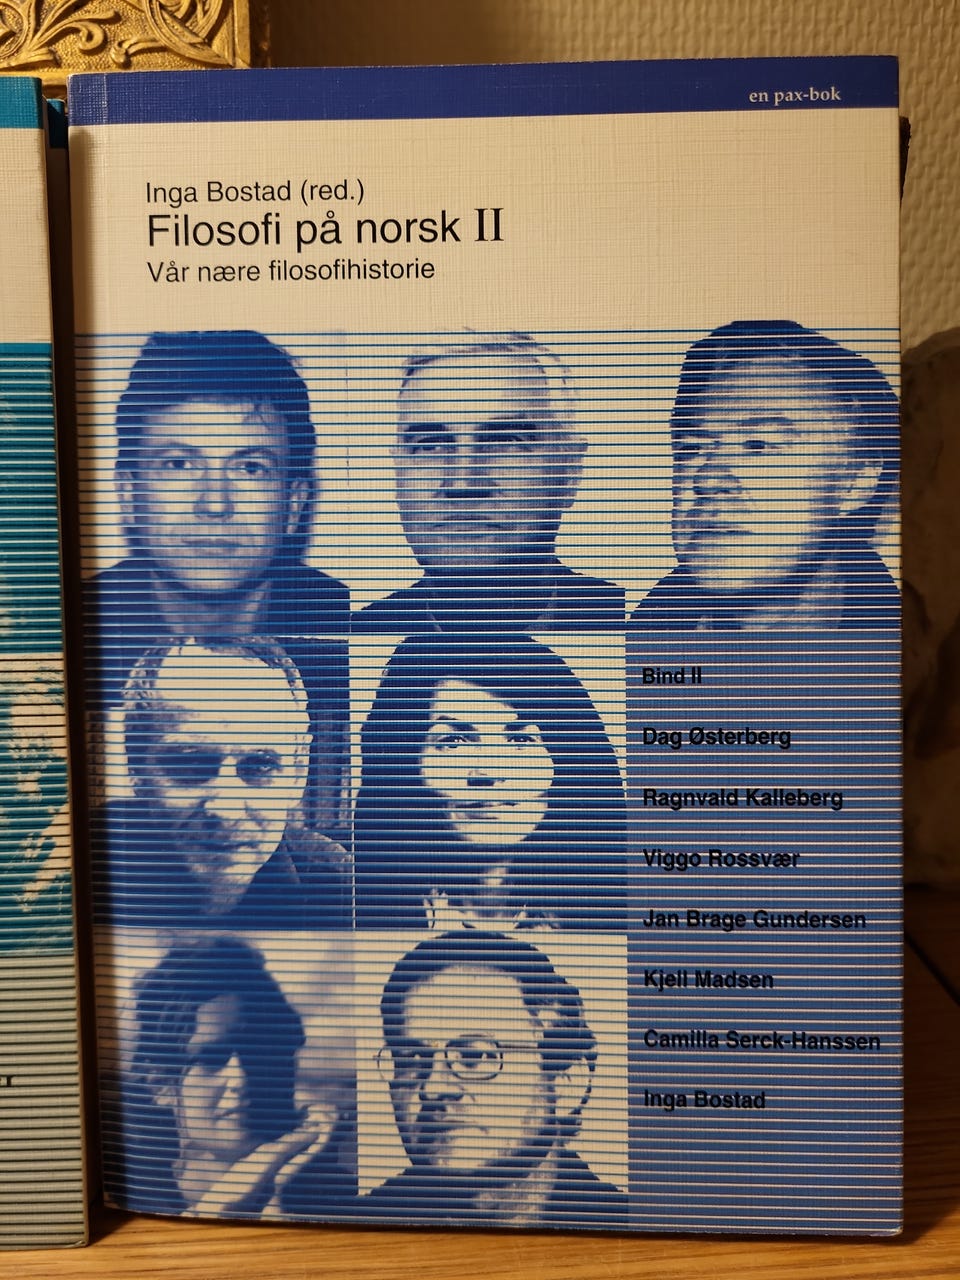 en pax-bok
Inga Bostad (red.)
Filosofi på norsk II
Vår nære filosofihistorie
Bind II
Dag Østerberg
Ragnvald Kalleberg
Viggo Rossvær
Jan Brage Gundersen
Kjell Madsen
Camilla Serck-Hanssen
Inga Bostad